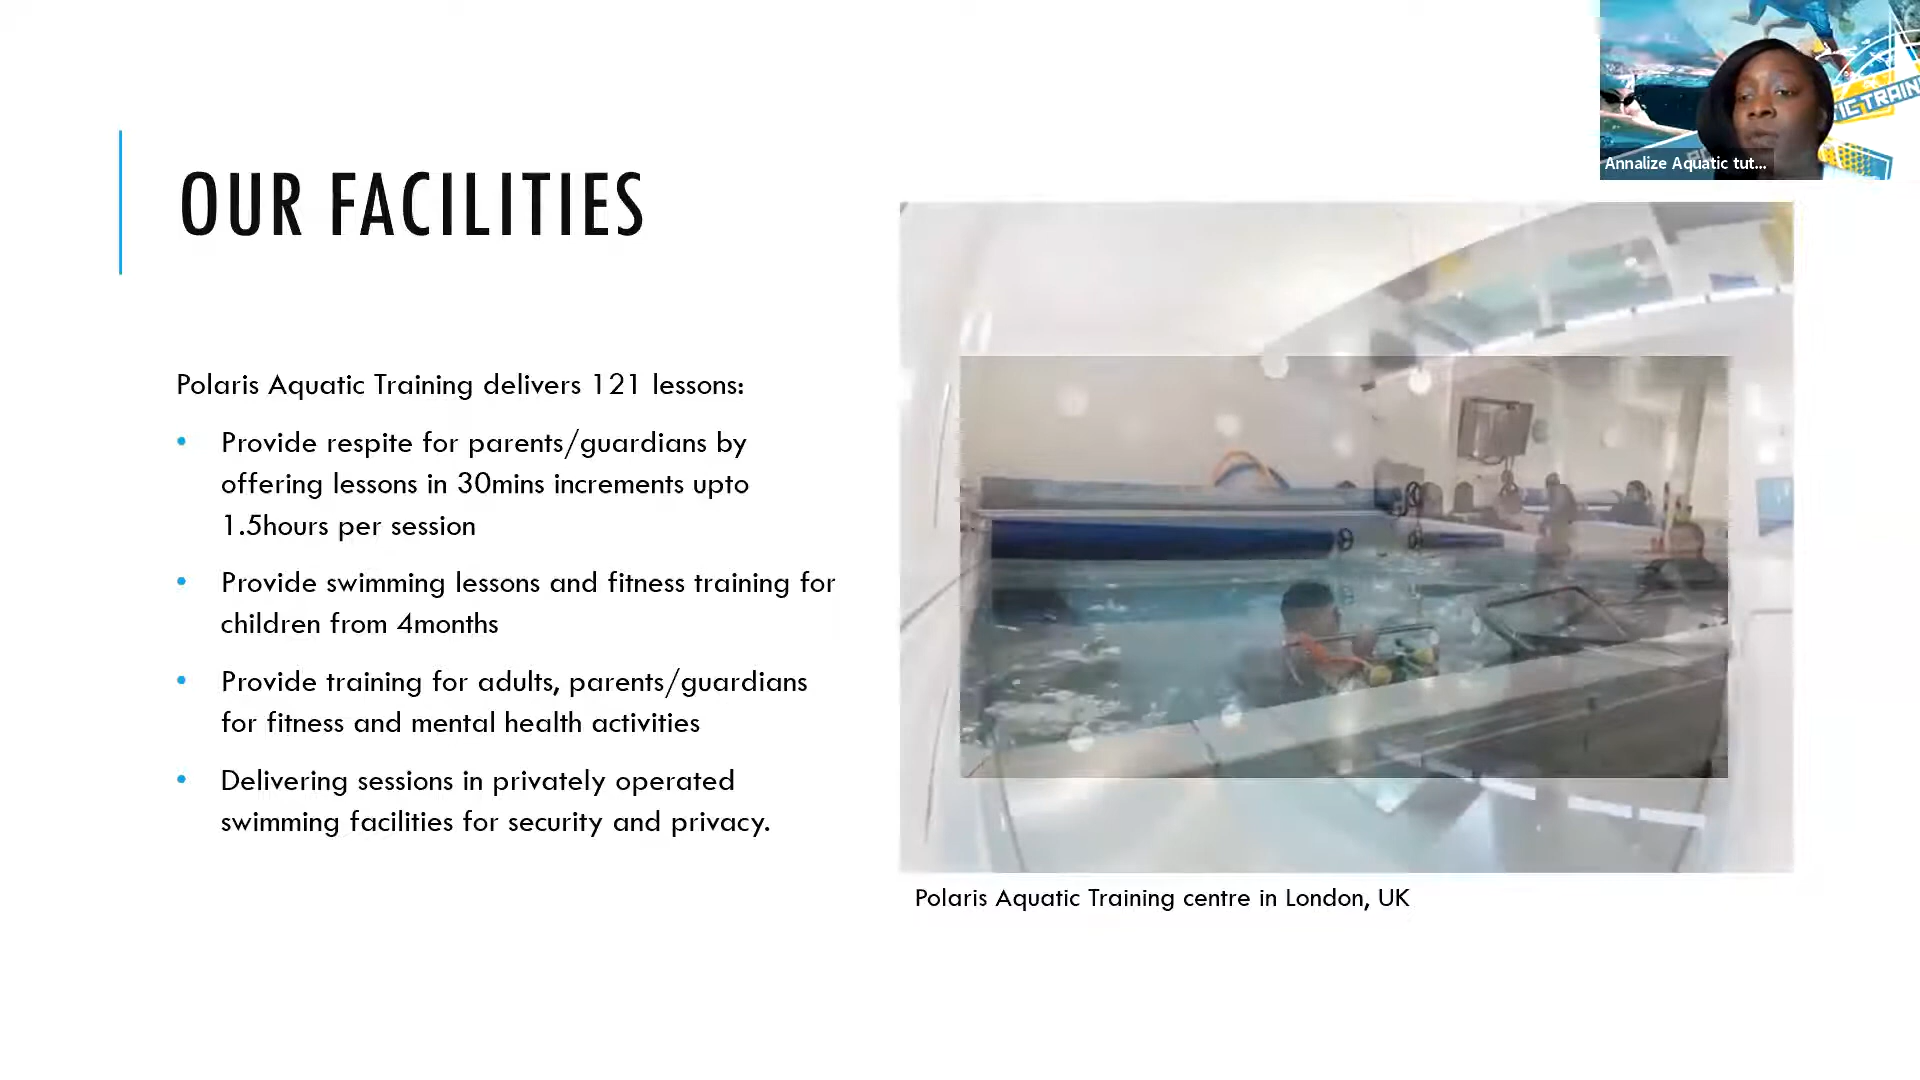 Annalize Aquatic tut...
OUR FACILITIES
Polaris Aquatic Training delivers 121 lessons:
• Provide respite for parents/guardians by
offering lessons in 30mins increments upto
1.5hours per session
• Provide swimming lessons and fitness training for
children from 4months
• Provide training for adults, parents/guardians
for fitness and mental health activities
• Delivering sessions in privately operated
swimming facilities for security and privacy.
Polaris Aquatic Training centre in London, UK